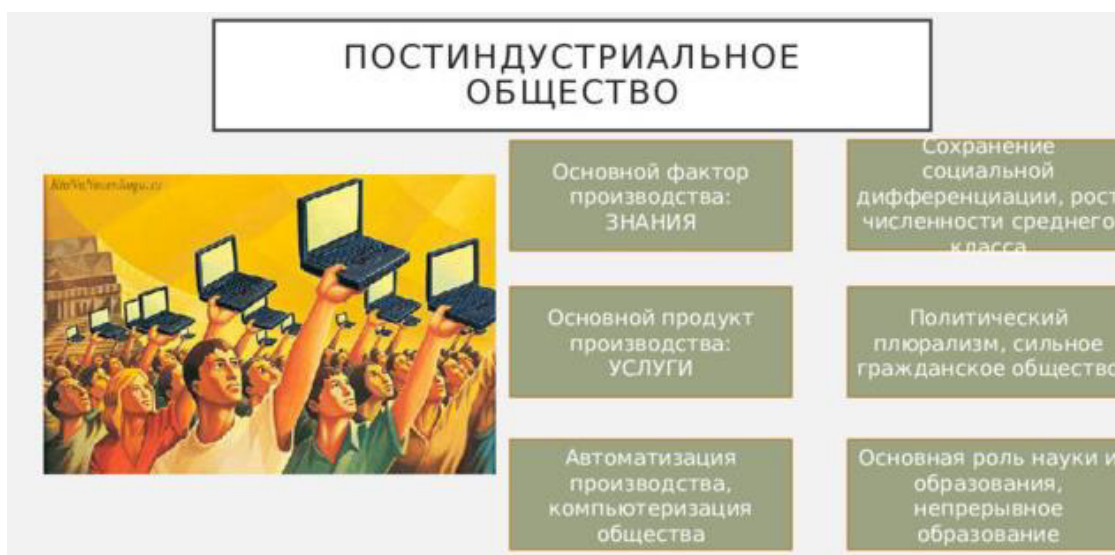 ПОСТИНДУСТРИАЛЬНОЕ
ОБЩЕСТВО
Основной фактор
производства:
ЗНАНИЯ
Сохранение
социальной
дифференциации, рост
численности среднего
класса
Основной продукт
производства:
УСЛУГИ
Политический
плюрализм, сильное
гражданское общество
Автоматизация
производства,
компьютеризация
общества
Основная роль науки и
образования,
непрерывное
образование